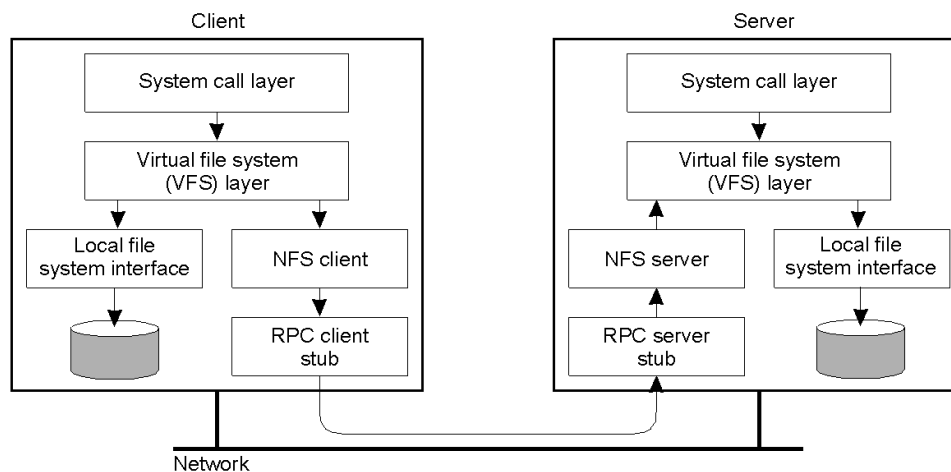 Client
System call layer
Virtual file system
(VFS) layer
Local file
system interface
NFS client
RPC client
stub
Server
System call layer
Virtual file system
(VFS) layer
NFS server
Local file
system interface
RPC server
stub
Network